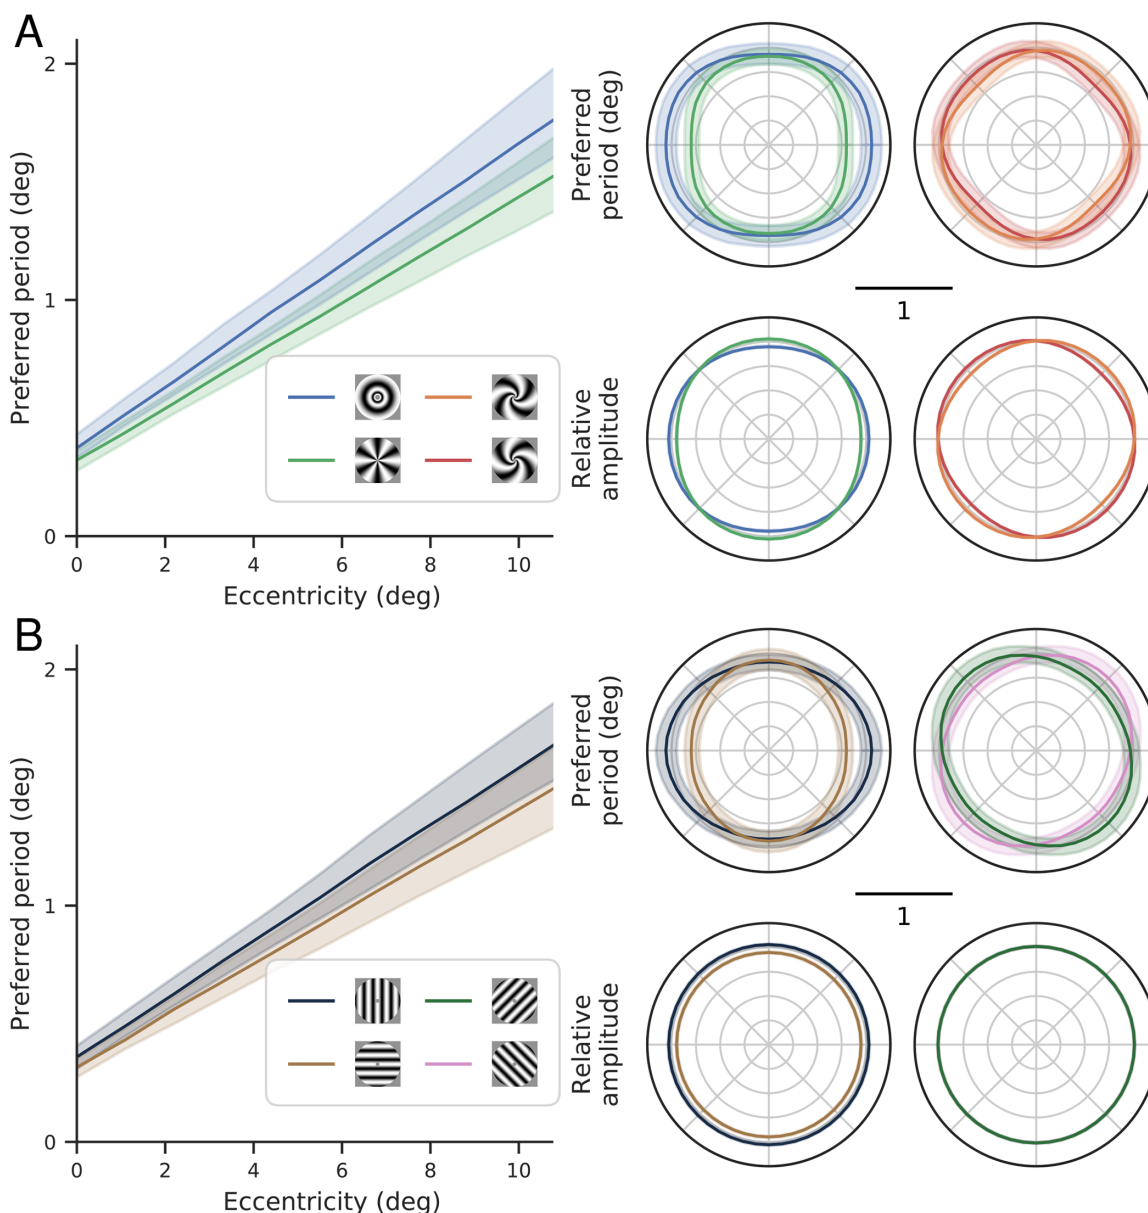 A
2
1
0
Preferred period (deg)
0 2 4 6 8 10
Eccentricity (deg)
Preferred
period (deg)
1
Relative
amplitude
B
2
1
0
Preferred period (deg)
0 2 4 6 8 10
Eccentricity (deg)
Preferred
period (deg)
1
Relative
amplitude